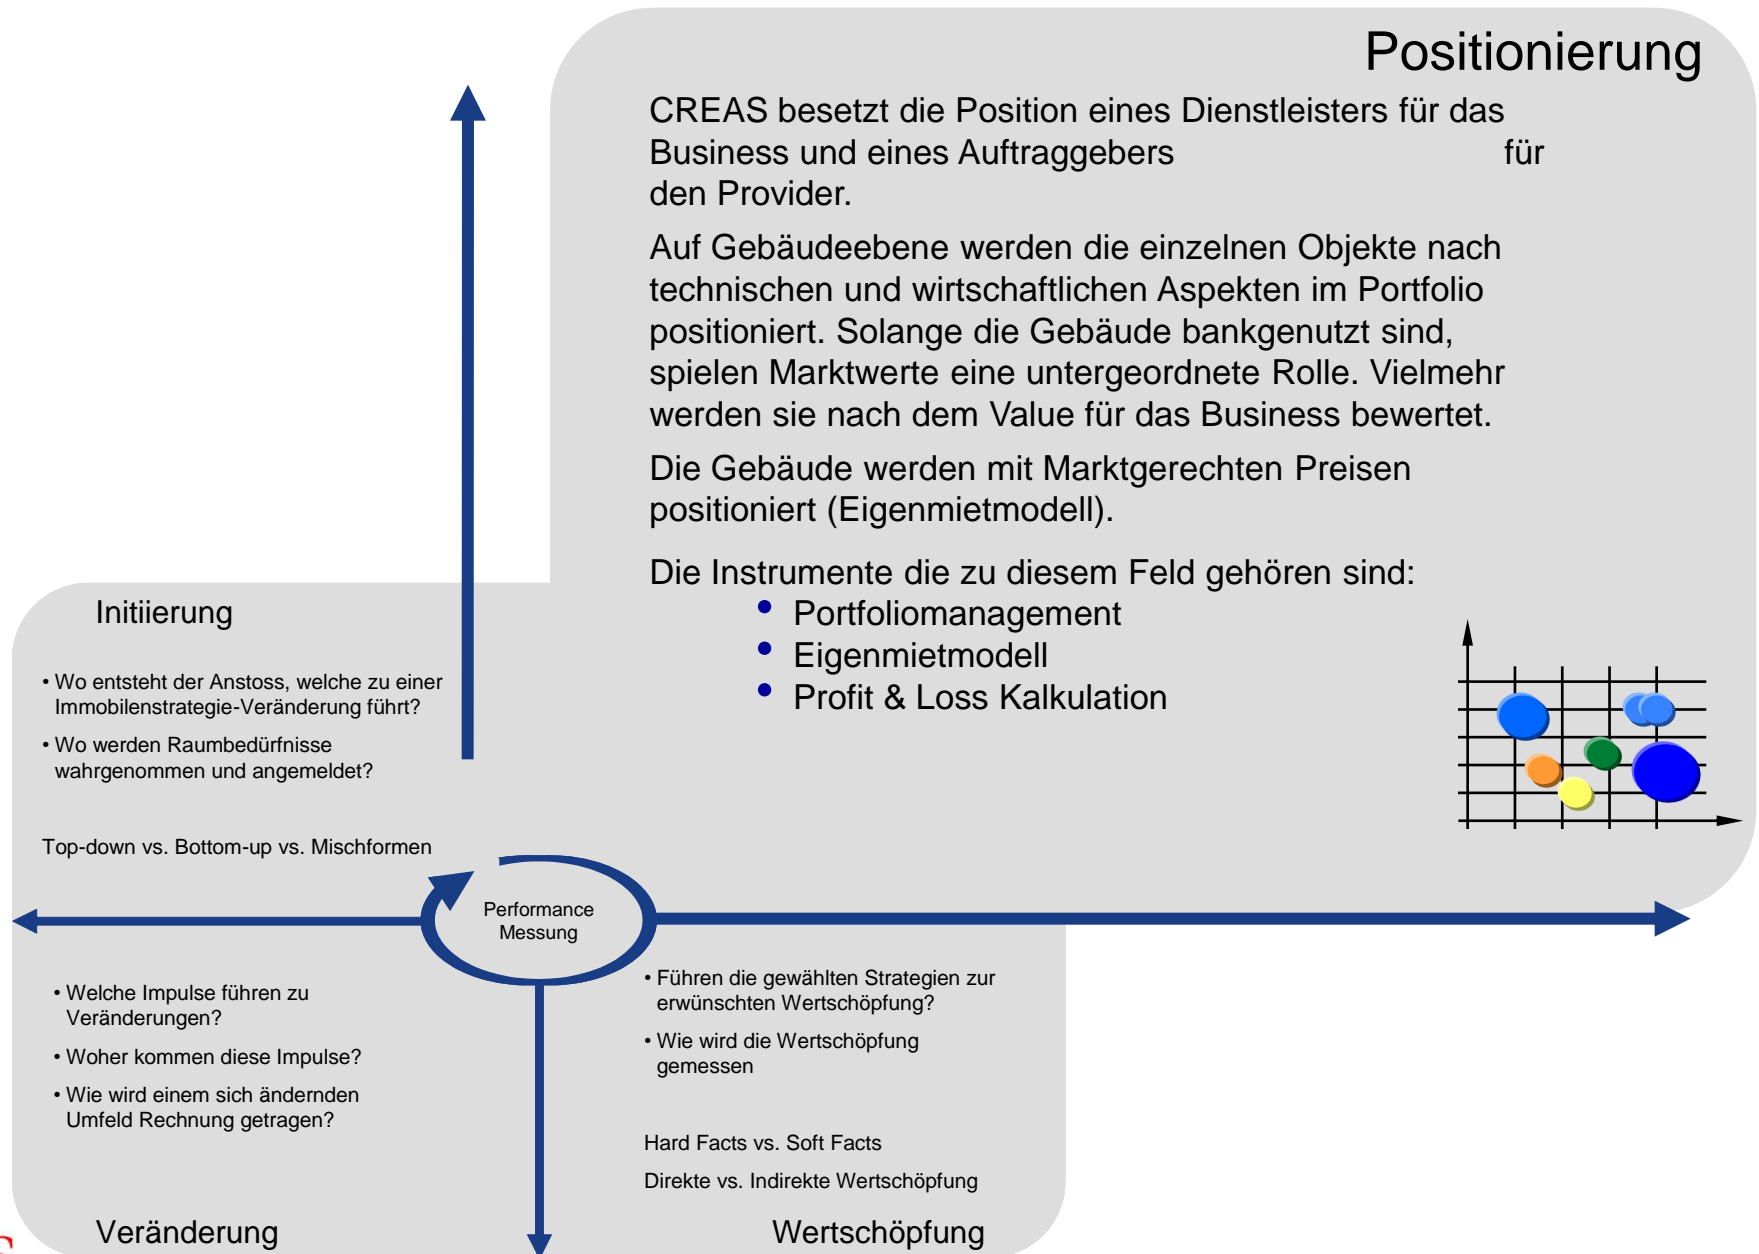 Positionierung
CREAS besetzt die Position eines Dienstleisters für das
Business und eines Auftraggebers für
den Provider.
Auf Gebäudeebene werden die einzelnen Objekte nach
technischen und wirtschaftlichen Aspekten im Portfolio
positioniert. Solange die Gebäude bankgenutzt sind,
spielen Marktwerte eine untergeordnete Rolle. Vielmehr
werden sie nach dem Value für das Business bewertet.
Die Gebäude werden mit Marktgerechten Preisen
positioniert (Eigenmietmodell).
Die Instrumente die zu diesem Feld gehören sind:
• Portfoliomanagement
• Eigenmietmodell
• Profit & Loss Kalkulation
Initiierung
• Wo entsteht der Anstoss, welche zu einer
Immobilenstrategie-Veränderung führt?
• Wo werden Raumbedürfnisse
wahrgenommen und angemeldet?
Top-down vs. Bottom-up vs. Mischformen
Performance
Messung
• Welche Impulse führen zu
Veränderungen?
• Woher kommen diese Impulse?
• Wie wird einem sich ändernden
Umfeld Rechnung getragen?
Veränderung
• Führen die gewählten Strategien zur
erwünschten Wertschöpfung?
• Wie wird die Wertschöpfung
gemessen
Hard Facts vs. Soft Facts
Direkte vs. Indirekte Wertschöpfung
Wertschöpfung